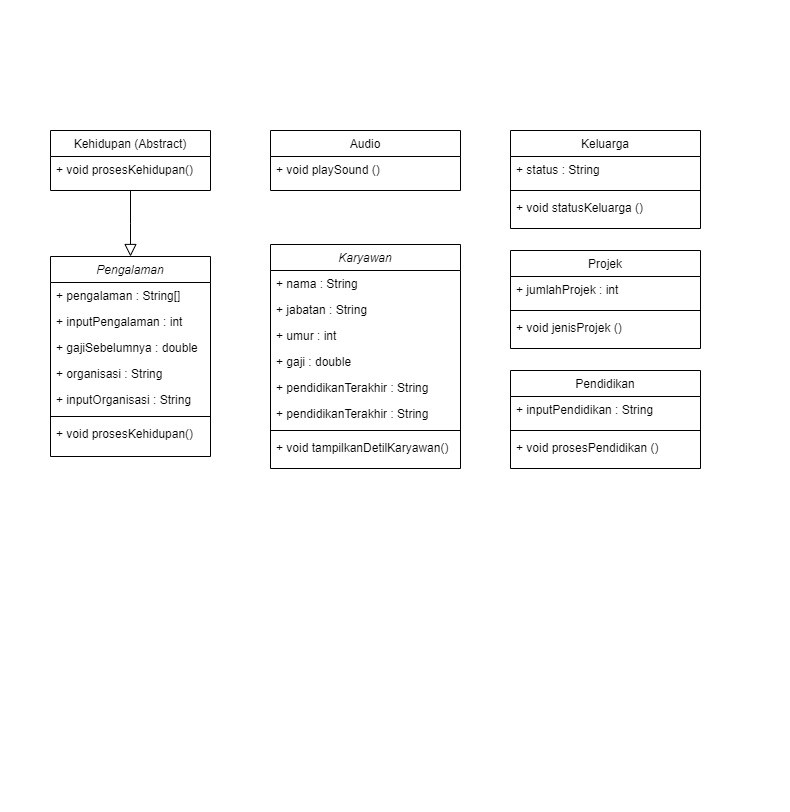 Kehidupan (Abstract)
+ void prosesKehidupan()
Pengalaman
+ pengalaman : String[]
+ inputPengalaman : int
+ gajiSebelumnya : double
+ organisasi : String
+ inputOrganisasi : String
+ void prosesKehidupan()
Audio
+ void playSound ()
Karyawan
+ nama : String
+ jabatan : String
+ umur : int
+ gaji : double
+ pendidikanTerakhir : String
+ pendidikanTerakhir : String
+ void tampilkanDetilKaryawan()
Keluarga
+ status : String
+ void statusKeluarga ()
Projek
+ jumlahProjek : int
+ void jenisProjek ()
Pendidikan
+ inputPendidikan : String
+ void prosesPendidikan ()